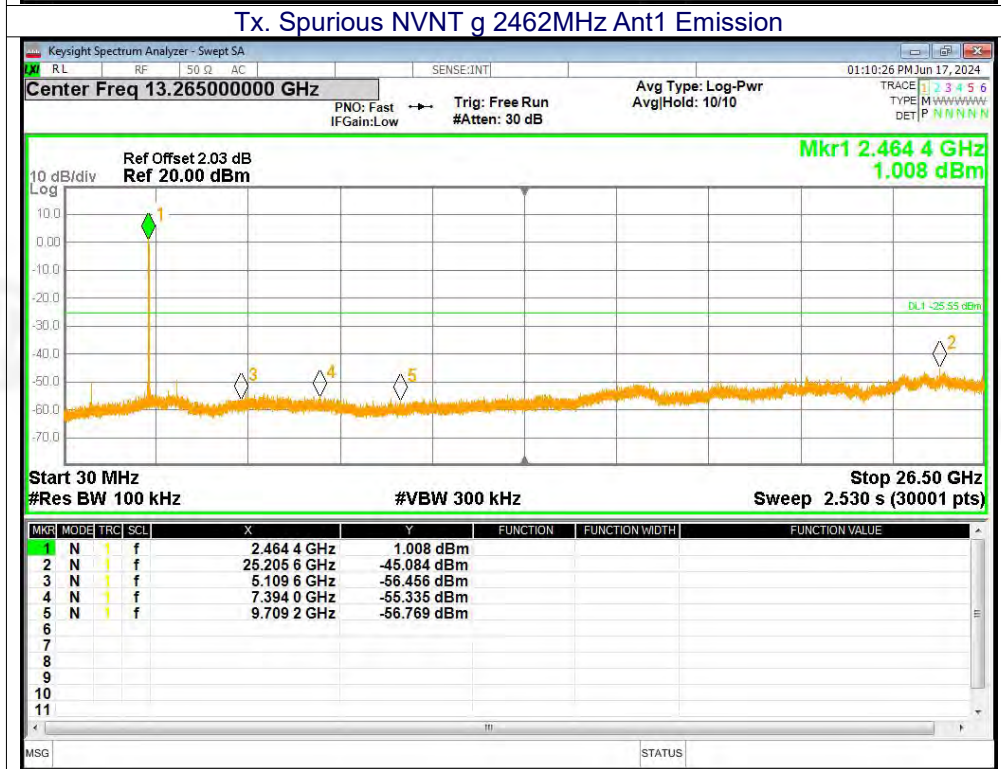 Tx. Spurious NVNT g 2462MHz Ant1 Emission
Keysight Spectrum Analyzer - Swept SA
LXI RL RF 50 Ω AC SENSE:INT 01:10:26 PM Jun 17, 2024
Center Freq 13.265000000 GHz
PNO: Fast
IFGain:Low
Trig: Free Run
#Atten: 30 dB
Avg Type: Log-Pwr
Avg|Hold: 10/10
TRACE 1 2 3 4 5 6
TYPE M WWWWW
DET P N N N N N
Mkr1 2.464 4 GHz
1.008 dBm
Ref Offset 2.03 dB
10 dB/div Ref 20.00 dBm
Log
10.0
0.00
-10.0
-20.0
-30.0
-40.0
-50.0
-60.0
-70.0
1
DL1 -25.55 dBm
2
3
4
5
Start 30 MHz Stop 26.50 GHz
#Res BW 100 kHz #VBW 300 kHz Sweep 2.530 s (30001 pts)
MKR MODE TRC SCL X Y FUNCTION FUNCTION WIDTH FUNCTION VALUE
1 N 1 f 2.464 4 GHz 1.008 dBm
2 N 1 f 25.205 6 GHz -45.084 dBm
3 N 1 f 5.109 6 GHz -56.456 dBm
4 N 1 f 7.394 0 GHz -55.335 dBm
5 N 1 f 9.709 2 GHz -56.769 dBm
6
7
8
9
10
11
MSG STATUS